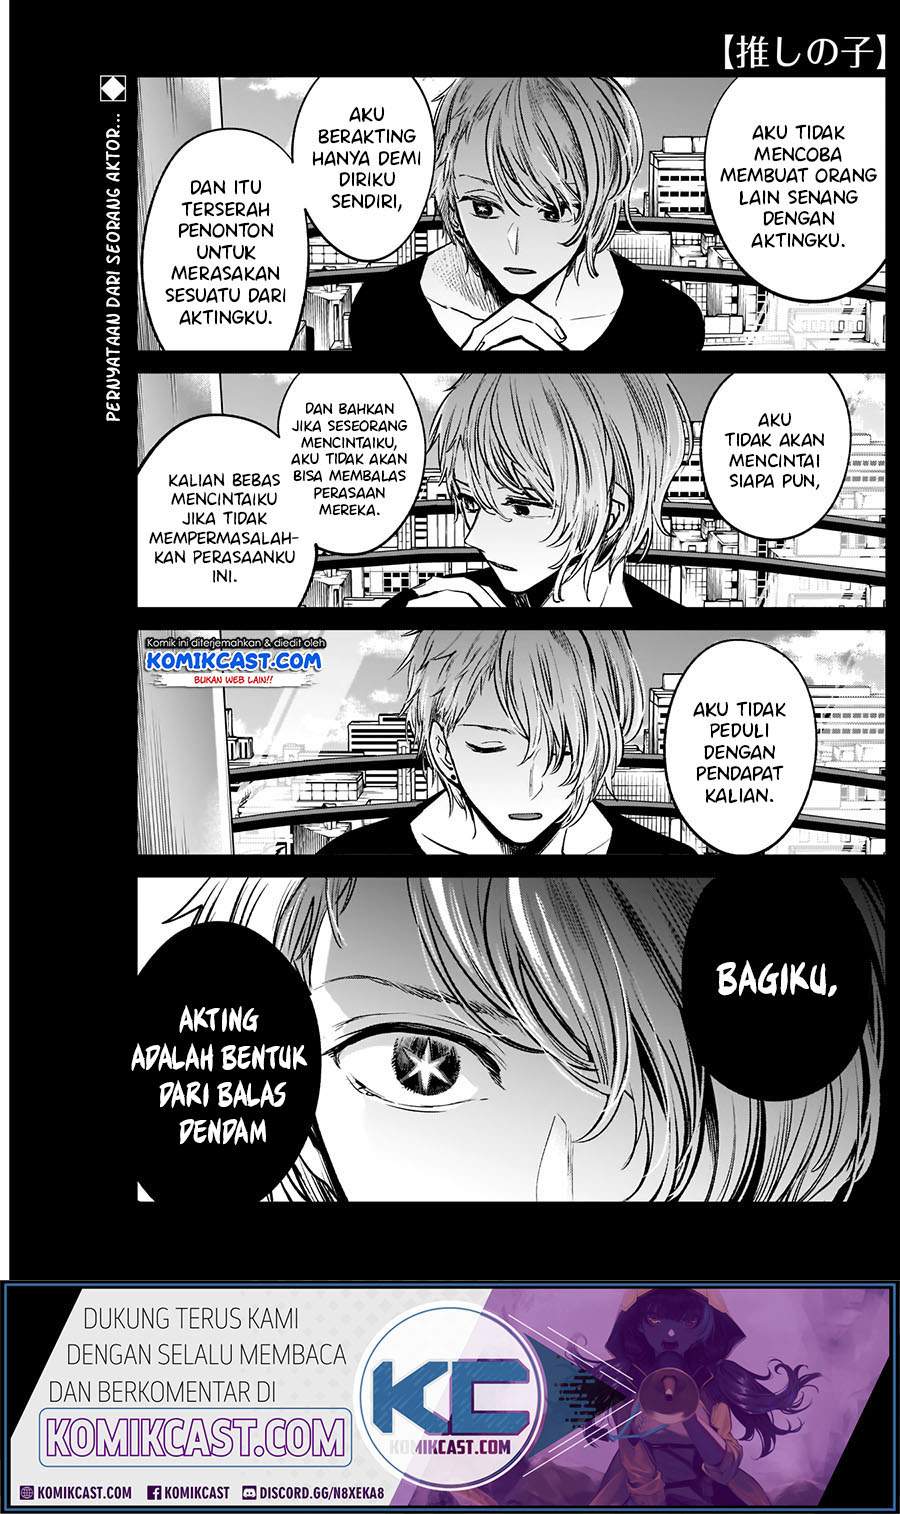 【推しの子】
PERNYATAAN DARI SEORANG AKTOR...
AKU TIDAK
MENCOBA
MEMBUAT ORANG
LAIN SENANG
DENGAN
AKTINGKU.
AKU
BERAKTING
HANYA DEMI
DIRIKU
SENDIRI,
DAN ITU
TERSERAH
PENONTON
UNTUK
MERASAKAN
SESUATU DARI
AKTINGKU.
AKU
TIDAK AKAN
MENCINTAI
SIAPA PUN,
DAN BAHKAN
JIKA SESEORANG
MENCINTAIKU,
AKU TIDAK AKAN
BISA MEMBALAS
PERASAAN
MEREKA.
KALIAN BEBAS
MENCINTAIKU
JIKA TIDAK
MEMPERMASALAH-
KAN PERASAANKU
INI.
Komik ini diterjemahkan & diedit oleh
KOMIKCAST.COM
BUKAN WEB LAIN!!
AKU TIDAK
PEDULI
DENGAN
PENDAPAT
KALIAN.
BAGIKU,
AKTING
ADALAH BENTUK
DARI BALAS
DENDAM
DUKUNG TERUS KAMI
DENGAN SELALU MEMBACA
DAN BERKOMENTAR DI
KOMIKCAST.COM
KC
KOMIKCAST.COM
KOMIKCAST.COM KOMIKCAST DISCORD.GG/N8XEKA8